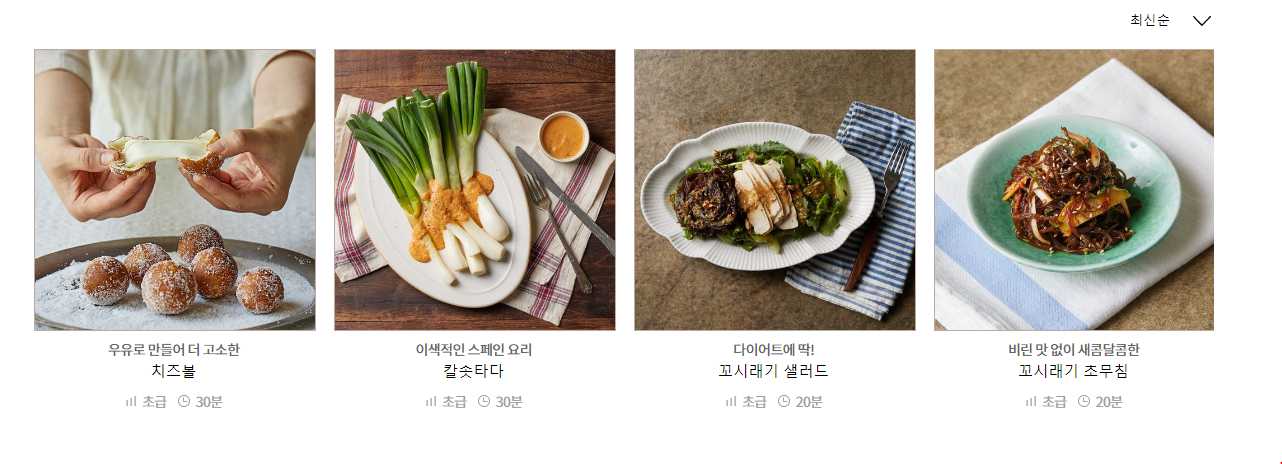 최신순
우유로 만들어 더 고소한
치즈볼
초급 30분
이색적인 스페인 요리
칼솟타다
초급 30분
다이어트에 딱!
꼬시래기 샐러드
초급 20분
비린 맛 없이 새콤달콤한
꼬시래기 초무침
초급 20분